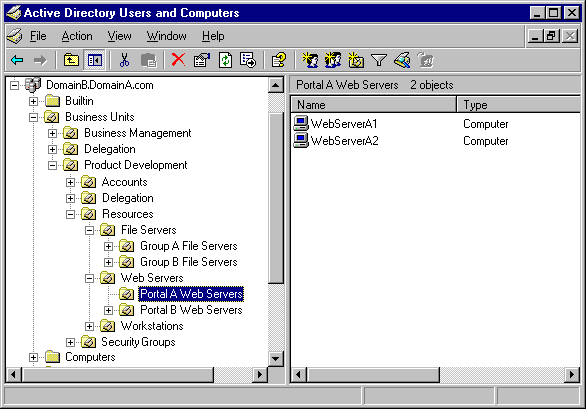 Active Directory Users and Computers
File Action View Window Help
DomainB.DomainA.com
Builtin
Business Units
Business Management
Delegation
Product Development
Accounts
Delegation
Resources
File Servers
Group A File Servers
Group B File Servers
Web Servers
Portal A Web Servers
Portal B Web Servers
Workstations
Security Groups
Computers
Portal A Web Servers 2 objects
Name Type
WebServerA1 Computer
WebServerA2 Computer